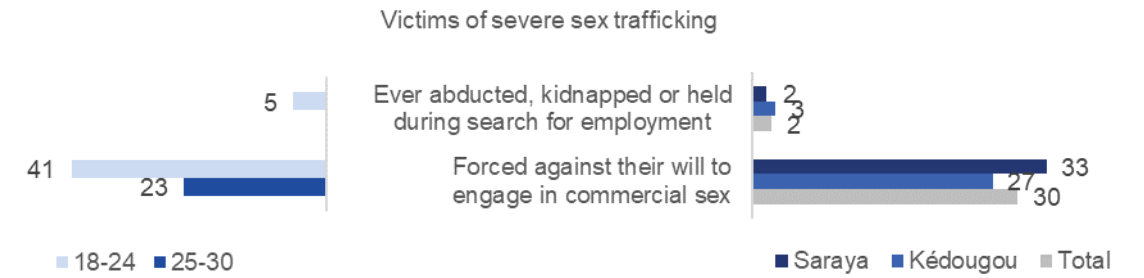 Victims of severe sex trafficking
5
Ever abducted, kidnapped or held
during search for employment
2
3
2
41
23
Forced against their will to
engage in commercial sex
33
27
30
18-24 25-30
Saraya Kédougou Total